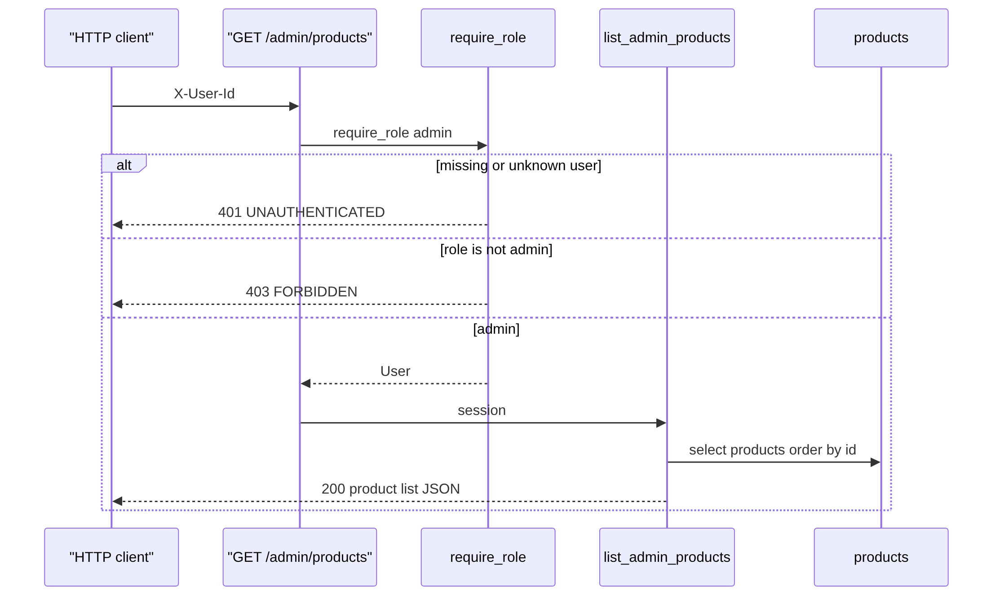 "HTTP client"
"GET /admin/products"
require_role
list_admin_products
products
X-User-Id
require_role admin
alt
[missing or unknown user]
401 UNAUTHENTICATED
[role is not admin]
403 FORBIDDEN
[admin]
User
session
select products order by id
200 product list JSON
"HTTP client"
"GET /admin/products"
require_role
list_admin_products
products